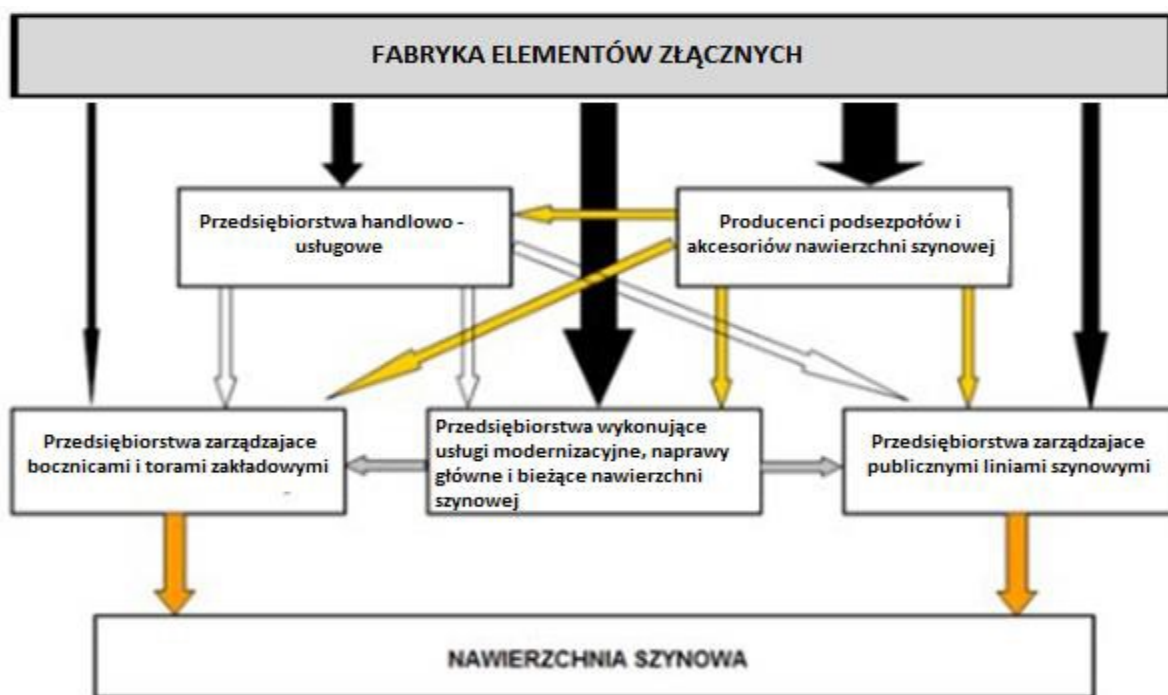 FABRYKA ELEMENTÓW ZŁĄCZNYCH
Przedsiębiorstwa handlowo -
usługowe
Producenci podsezpołów i
akcesoriów nawierzchni szynowej
Przedsiębiorstwa zarządzajace
bocznicami i torami zakładowymi
Przedsiębiorstwa wykonujące
usługi modernizacyjne, naprawy
główne i bieżące nawierzchni
szynowej
Przedsiębiorstwa zarządzajace
publicznymi liniami szynowymi
NAWIERZCHNIA SZYNOWA